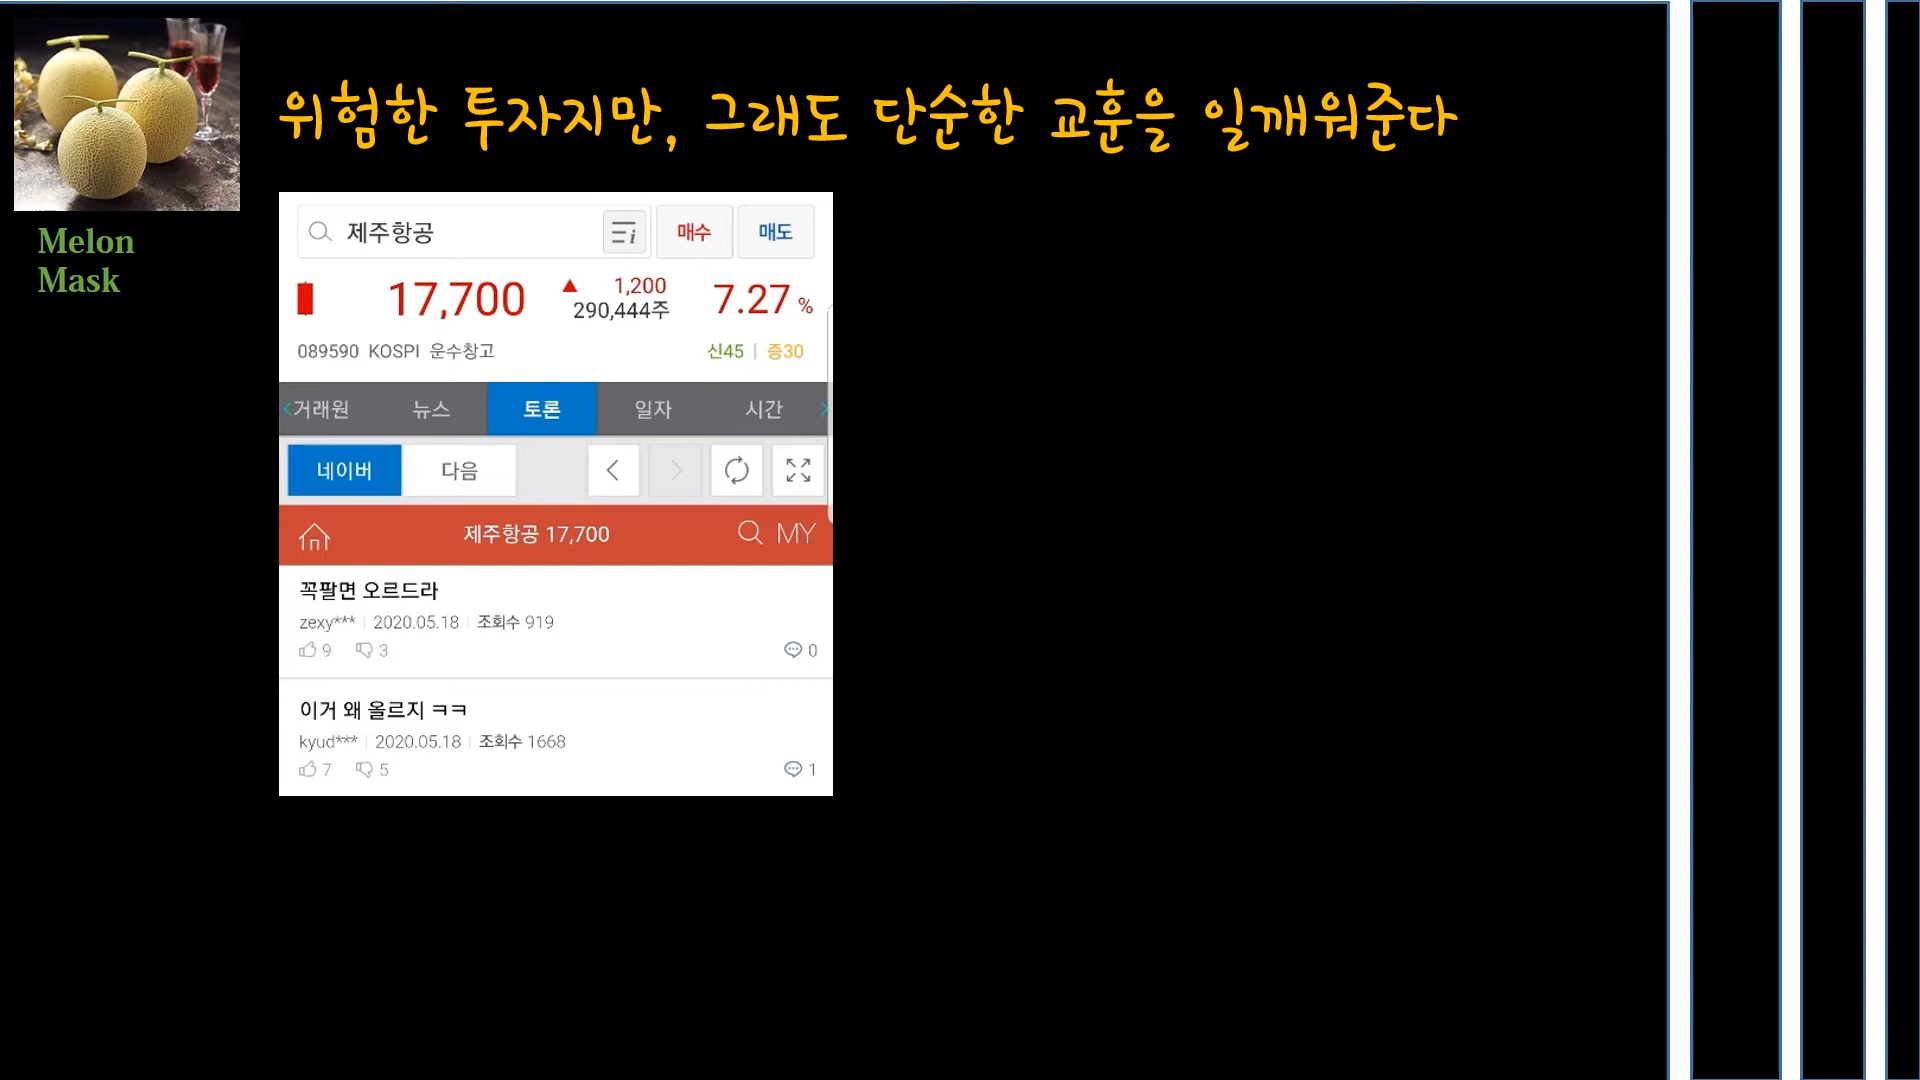 위험한 투자지만, 그래도 단순한 교훈을 일깨워준다
Melon
Mask
제주항공
i
매수
매도
17,700
▲ 1,200
7.27 %
290,444주
089590 KOSPI 운수창고
신45 | 증30
거래원
뉴스
토론
일자
시간
네이버
다음
제주항공 17,700
MY
꼭팔면 오르드라
zexy*** | 2020.05.18 | 조회수 919
9
3
0
이거 왜 올르지 ㅋㅋ
kyud*** | 2020.05.18 | 조회수 1668
7
5
1